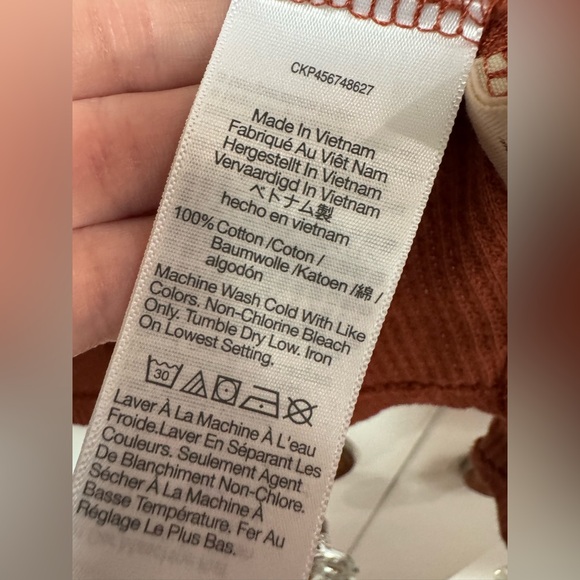 CKP456748627
Made In Vietnam
Fabriqué Au Viêt Nam
Hergestellt In Vietnam
Vervaardigd In Vietnam
ベトナム製
hecho en vietnam
100% Cotton /Coton /
Baumwolle /Katoen /綿 /
algodón
Machine Wash Cold With Like
Colors. Non-Chlorine Bleach
Only. Tumble Dry Low. Iron
On Lowest Setting.
30
Laver À La Machine À L'eau
Froide.Laver En Séparant Les
Couleurs. Seulement Agent
De Blanchiment Non-Chlore.
Sécher À La Machine À
Basse Température. Fer Au
Réglage Le Plus Bas.